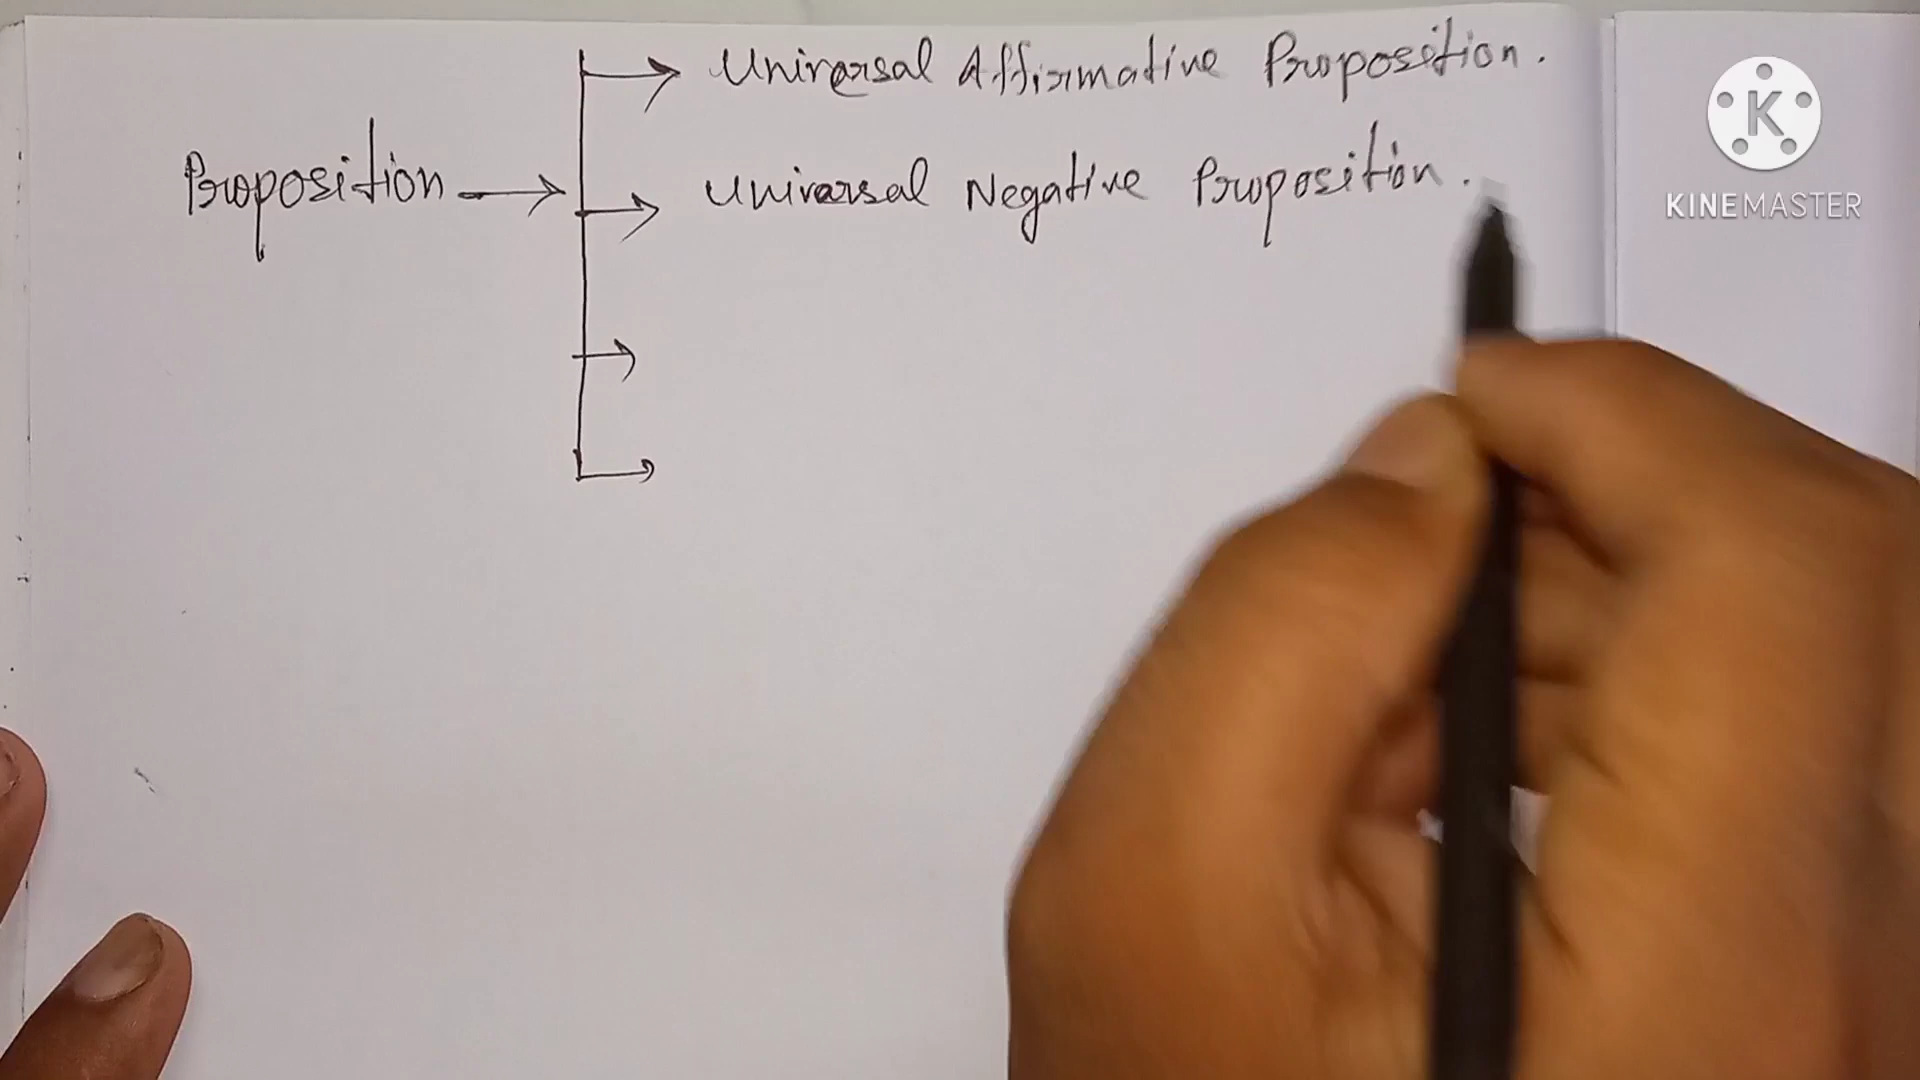 Universal Affirmative Proposition.
Proposition
Universal Negative Proposition.
K
KINEMASTER